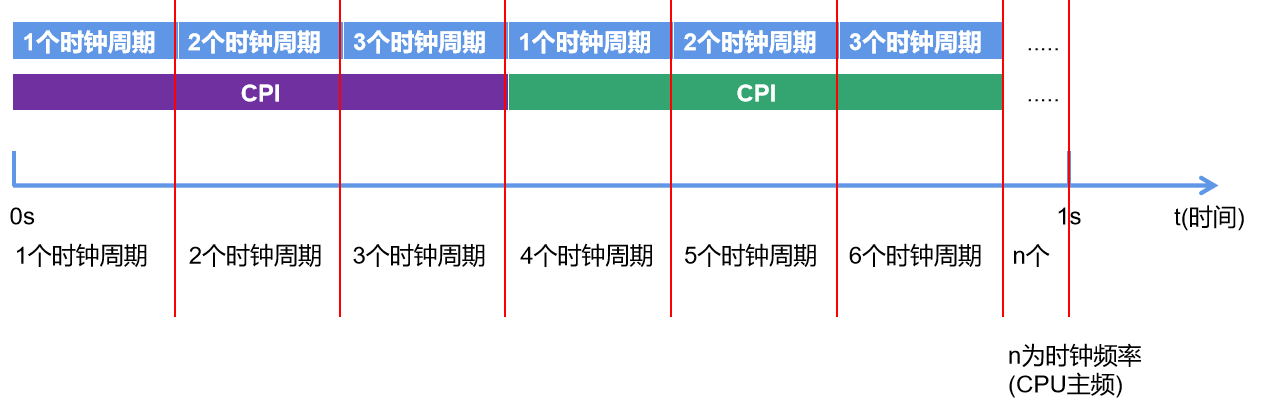 1个时钟周期 2个时钟周期 3个时钟周期 1个时钟周期 2个时钟周期 3个时钟周期 .....
CPI CPI .....
0s 1s t(时间)
1个时钟周期 2个时钟周期 3个时钟周期 4个时钟周期 5个时钟周期 6个时钟周期 n个
n为时钟频率
(CPU主频)